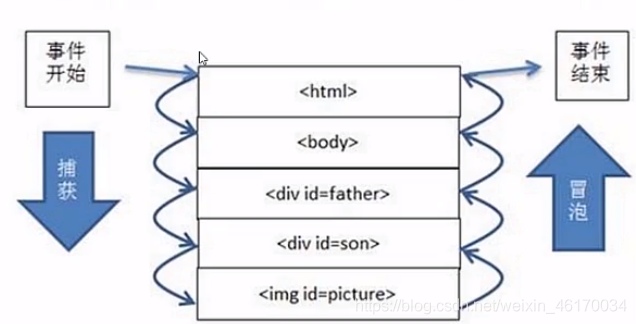 事件
开始
事件
结束
<html>
<body>
<div id=father>
<div id=son>
<img id=picture>
捕
获
冒
泡
https://blog.csdn.net/weixin_46170034